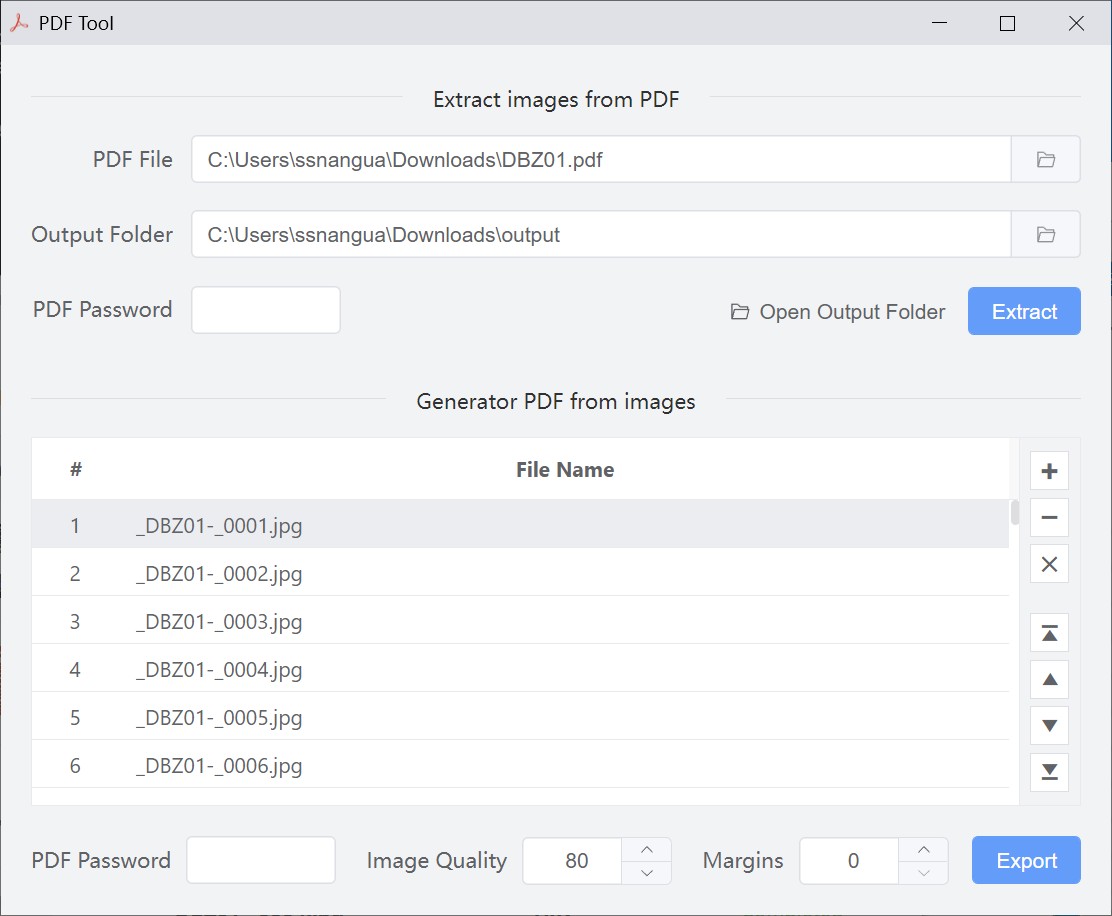 PDF Tool
Extract images from PDF
PDF File C:\Users\ssnangua\Downloads\DBZ01.pdf
Output Folder C:\Users\ssnangua\Downloads\output
PDF Password Open Output Folder Extract
Generator PDF from images
# File Name
1 _DBZ01-_0001.jpg
2 _DBZ01-_0002.jpg
3 _DBZ01-_0003.jpg
4 _DBZ01-_0004.jpg
5 _DBZ01-_0005.jpg
6 _DBZ01-_0006.jpg
PDF Password Image Quality 80 Margins 0 Export